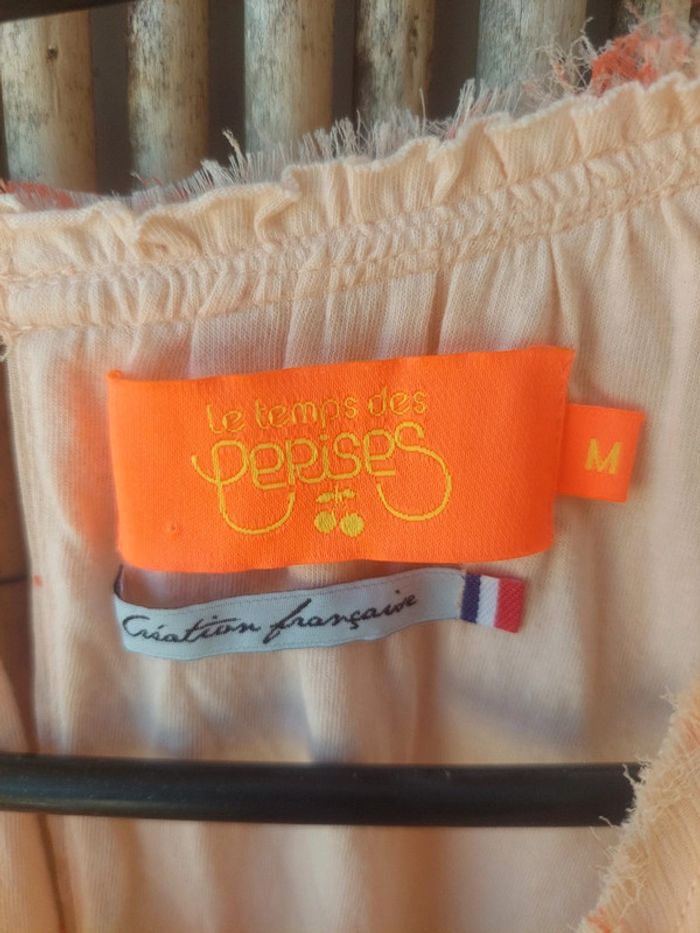 le temps des
cerises
M
Création française